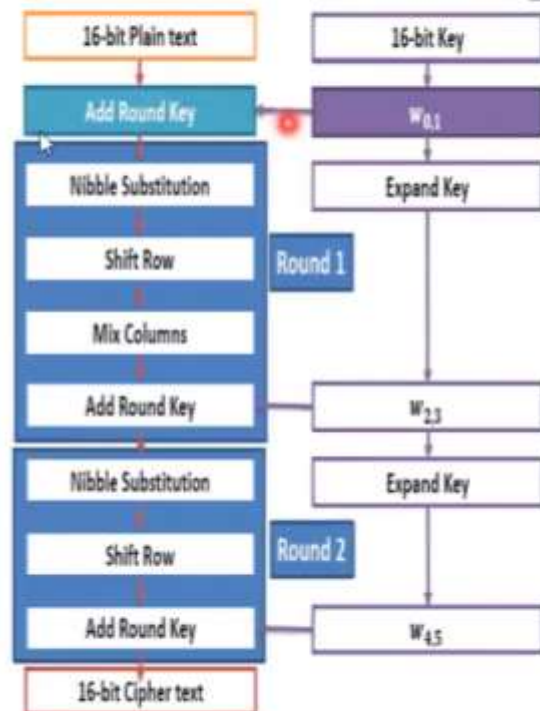 16-bit Plain text
16-bit Key
Add Round Key
w0,1
Nibble Substitution
Expand Key
Shift Row
Round 1
Mix Columns
Add Round Key
w2,3
Nibble Substitution
Expand Key
Shift Row
Round 2
Add Round Key
w4,5
16-bit Cipher text